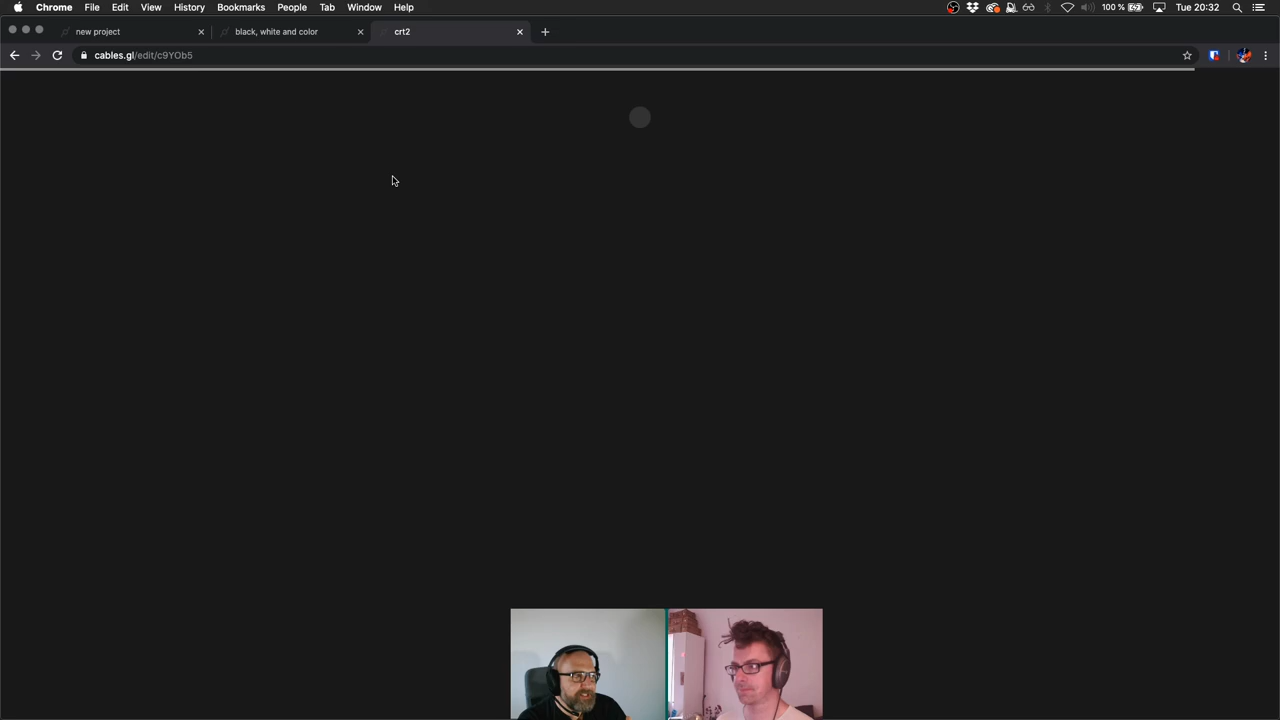 Chrome File Edit View History Bookmarks People Tab Window Help 100 % Tue 20:32
new project black, white and color crt2
cables.gl/edit/c9YOb5